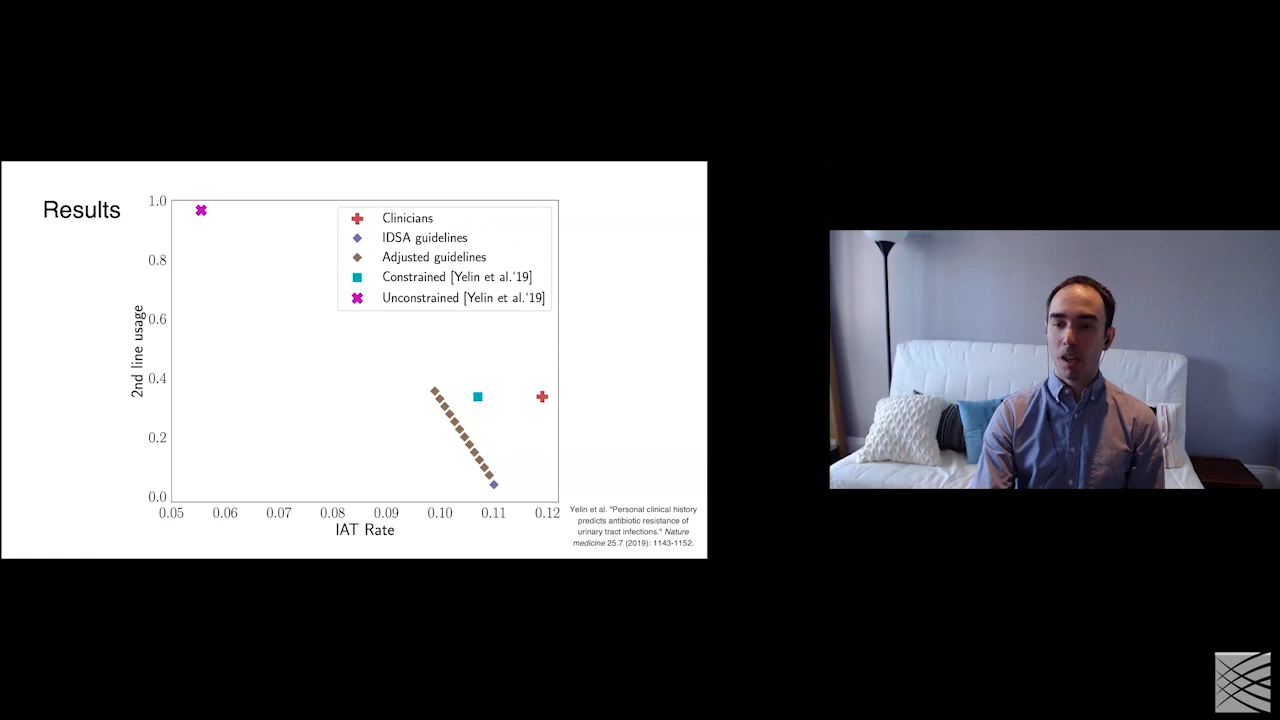 Results
1.0
0.8
0.6
0.4
0.2
0.0
2nd line usage
Clinicians
IDSA guidelines
Adjusted guidelines
Constrained [Yelin et al.'19]
Unconstrained [Yelin et al.'19]
0.05 0.06 0.07 0.08 0.09 0.10 0.11 0.12
IAT Rate
Yelin et al. "Personal clinical history
predicts antibiotic resistance of
urinary tract infections." Nature
medicine 25.7 (2019): 1143-1152.